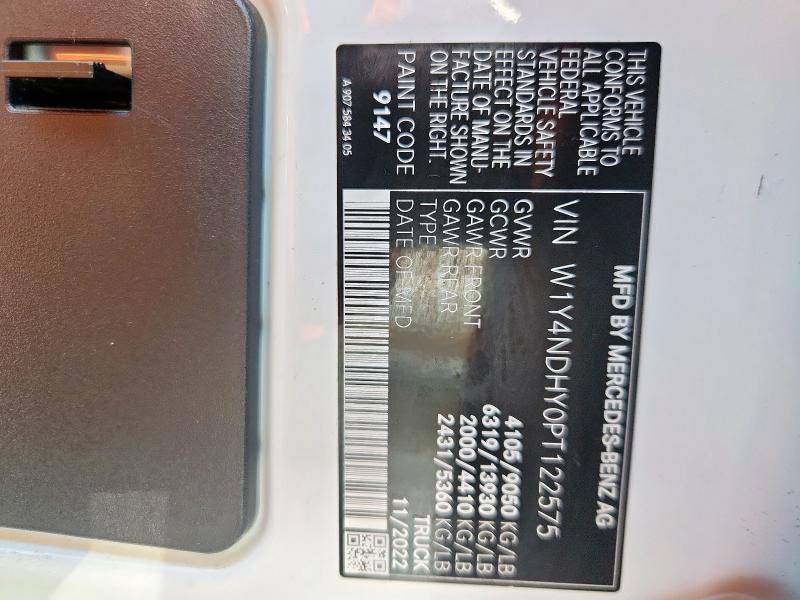 THIS VEHICLE
CONFORMS TO
ALL APPLICABLE
FEDERAL
VEHICLE SAFETY
STANDARDS IN
EFFECT ON THE
DATE OF MANU-
FACTURE SHOWN
ON THE RIGHT.
PAINT CODE
9147
A 907 584 34 05
MFD BY MERCEDES-BENZ AG
VIN W1Y4NDHY0PT122575
GVWR 4105/9050 KG/LB
GCWR 6319/13930 KG/LB
GAWR FRONT 2000/4410 KG/LB
GAWR REAR 2431/5360 KG/LB
TYPE TRUCK
DATE OF MFD 11/2022